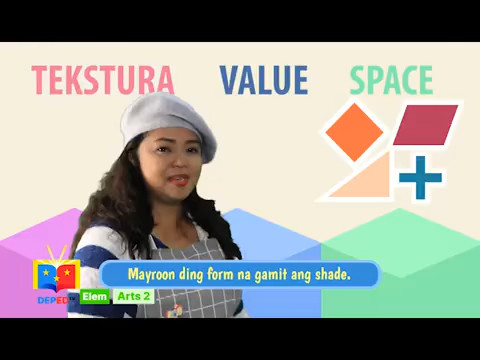 TEKSTURA VALUE SPACE
Mayroon ding form na gamit ang shade.
DEPED
Elem Arts 2